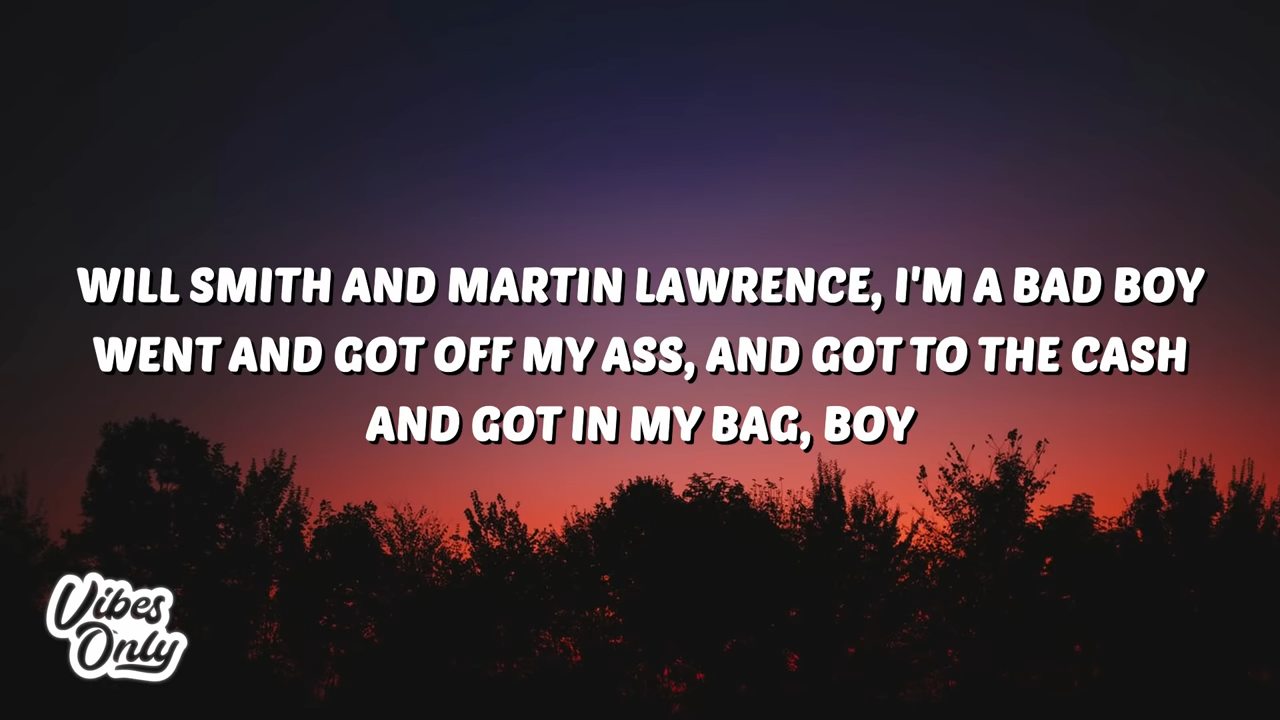 WILL SMITH AND MARTIN LAWRENCE, I'M A BAD BOY
WENT AND GOT OFF MY ASS, AND GOT TO THE CASH
AND GOT IN MY BAG, BOY
Vibes
Only